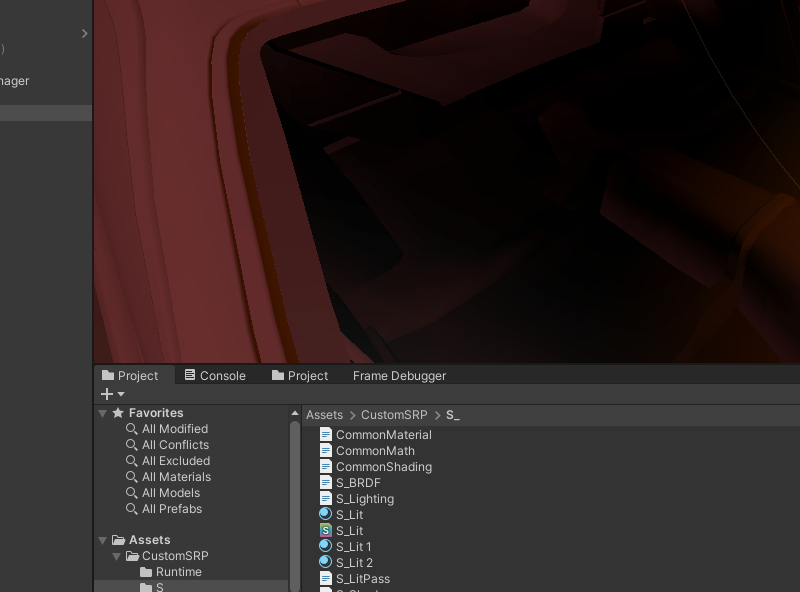 )
nager
Project
Console
Project
Frame Debugger
Favorites
All Modified
All Conflicts
All Excluded
All Materials
All Models
All Prefabs
Assets
CustomSRP
Runtime
S
Assets > CustomSRP > S_
CommonMaterial
CommonMath
CommonShading
S_BRDF
S_Lighting
S_Lit
S_Lit
S_Lit 1
S_Lit 2
S_LitPass